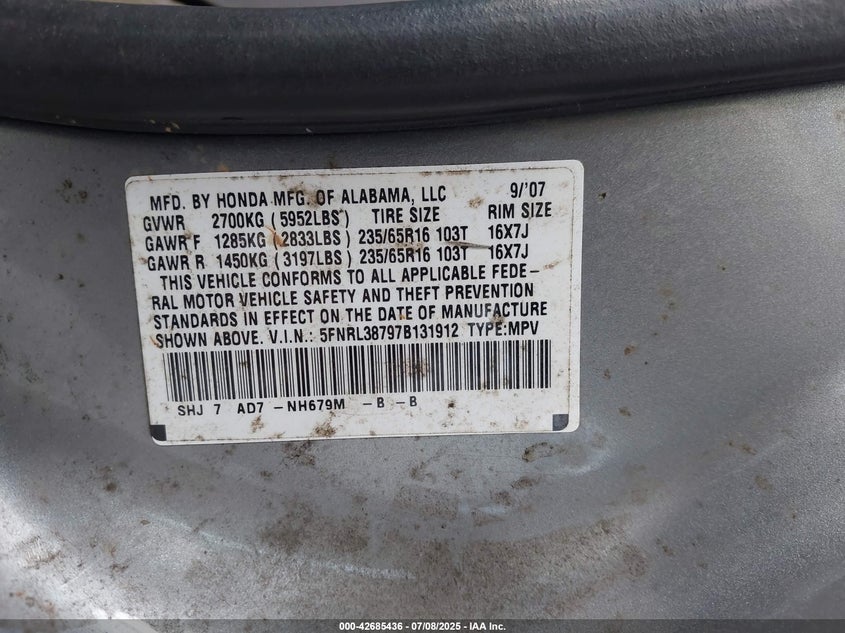 MFD. BY HONDA MFG. OF ALABAMA, LLC 9/'07
GVWR 2700KG (5952LBS) TIRE SIZE RIM SIZE
GAWR F 1285KG (2833LBS) 235/65R16 103T 16X7J
GAWR R 1450KG (3197LBS) 235/65R16 103T 16X7J
THIS VEHICLE CONFORMS TO ALL APPLICABLE FEDE-
RAL MOTOR VEHICLE SAFETY AND THEFT PREVENTION
STANDARDS IN EFFECT ON THE DATE OF MANUFACTURE
SHOWN ABOVE. V.I.N.: 5FNRL38797B131912 TYPE:MPV
SHJ 7 AD7 -NH679M -B -B
000-42685436 - 07/08/2025 - IAA Inc.